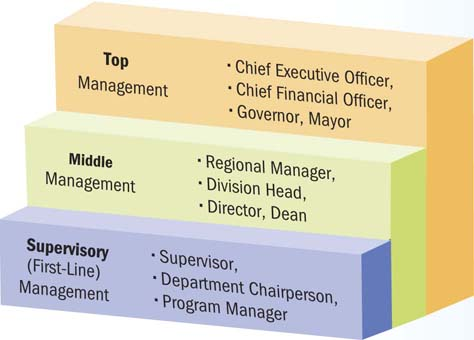 Top
Management
• Chief Executive Officer,
• Chief Financial Officer,
• Governor, Mayor
Middle
Management
• Regional Manager,
• Division Head,
• Director, Dean
Supervisory
(First-Line)
Management
• Supervisor,
• Department Chairperson,
• Program Manager